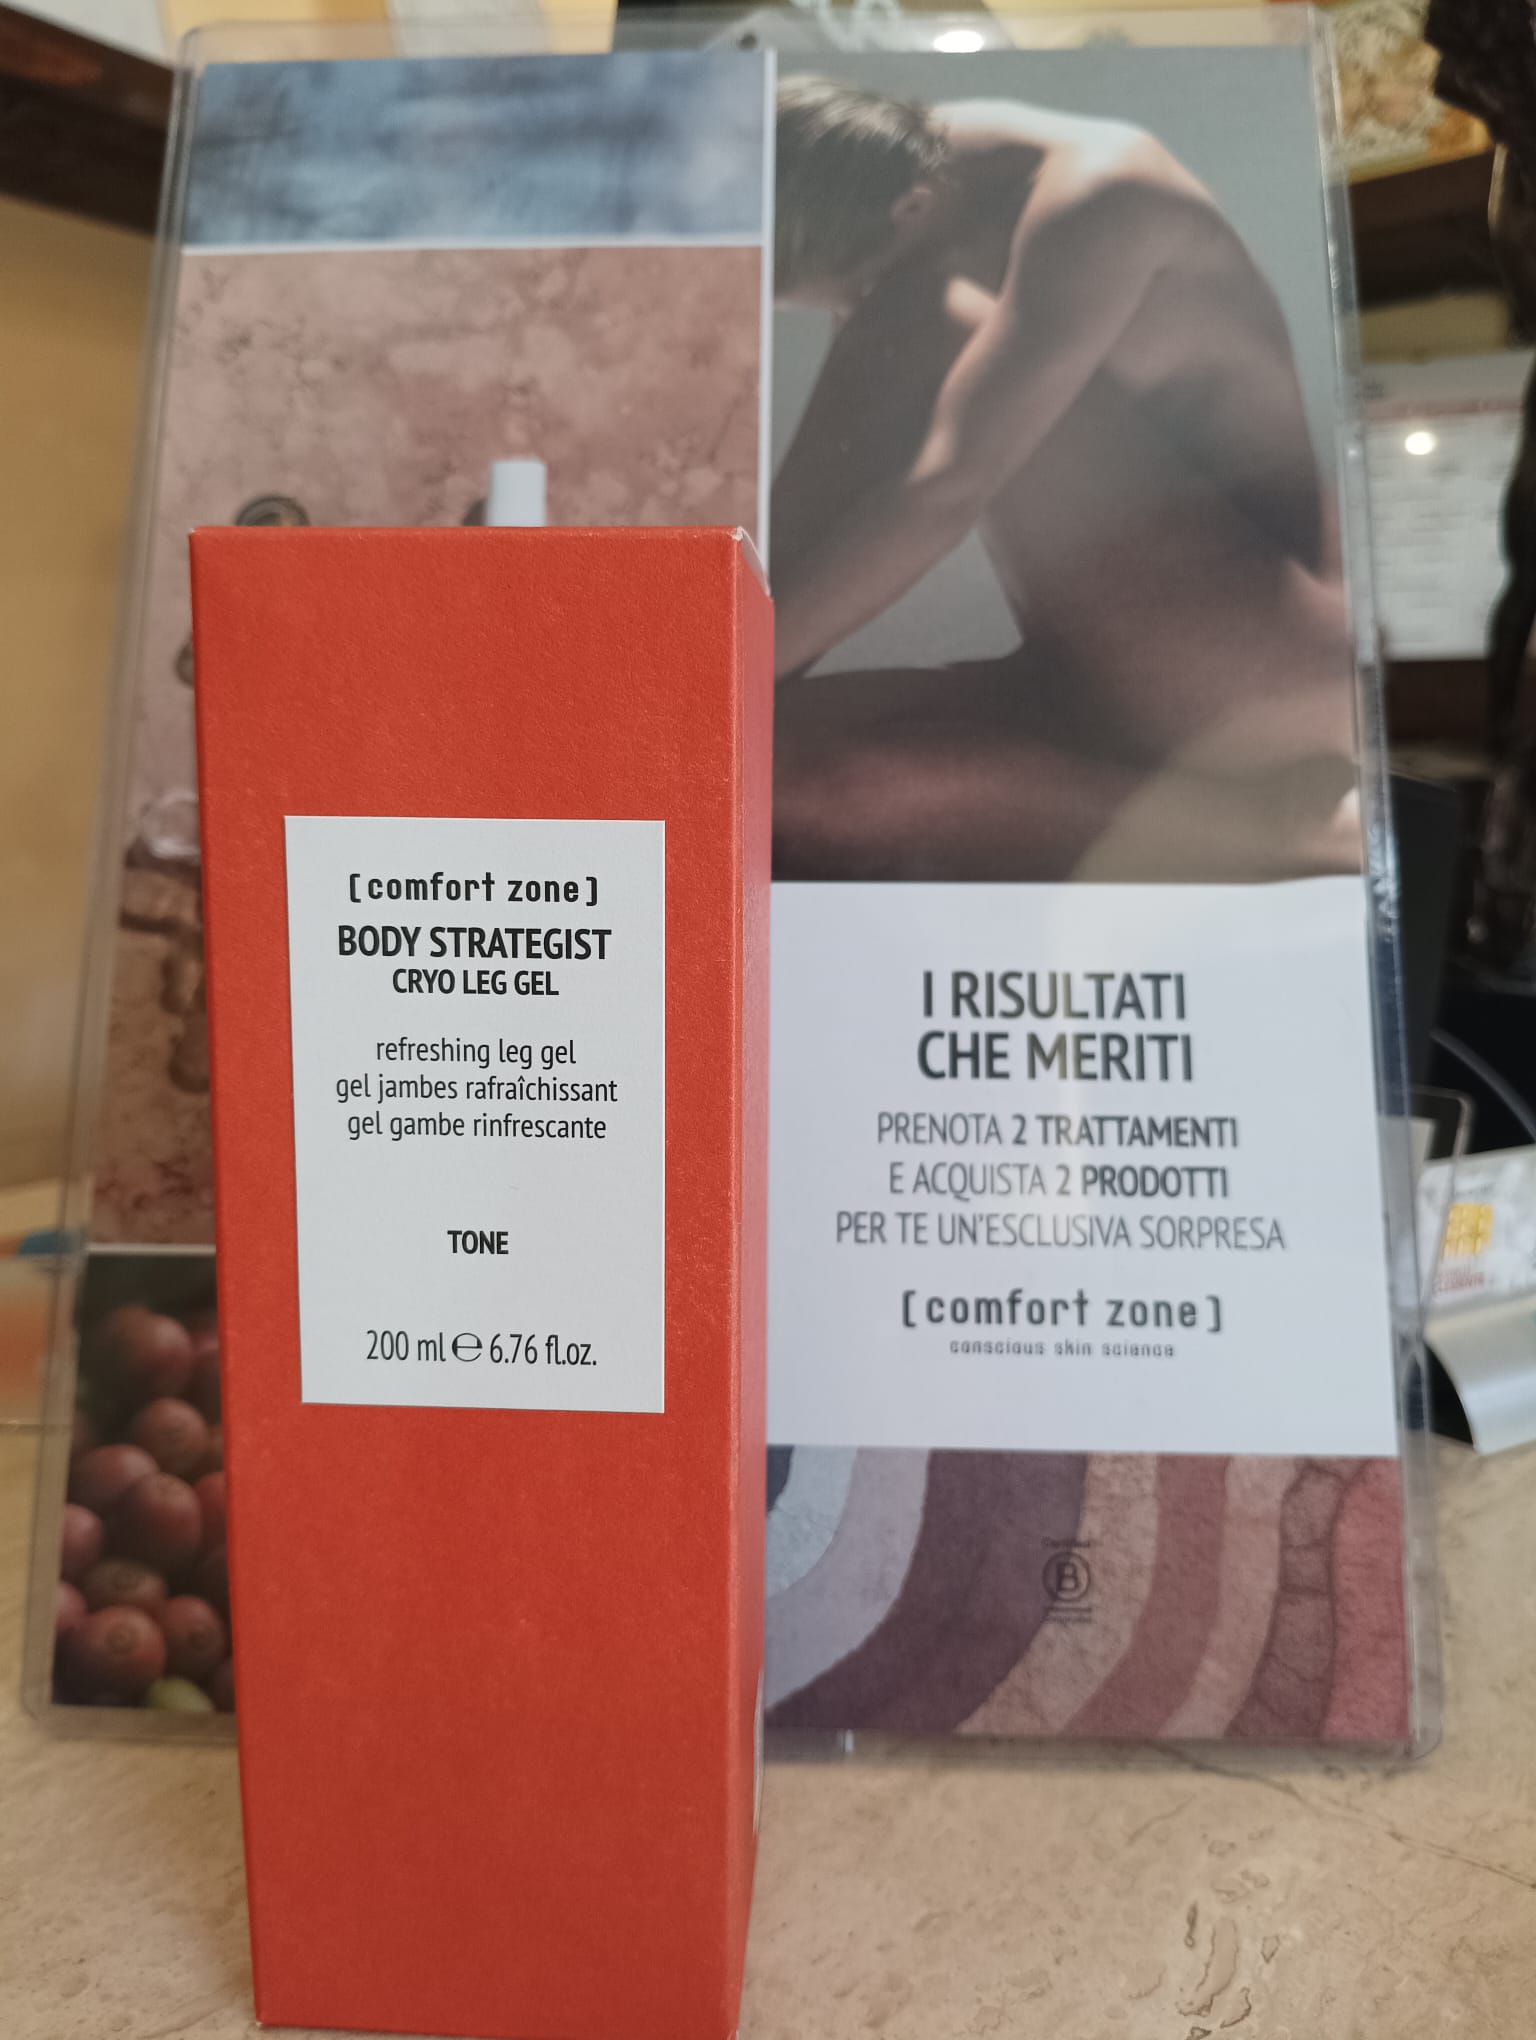 [comfort zone]
BODY STRATEGIST
CRYO LEG GEL
refreshing leg gel
gel jambes rafraîchissant
gel gambe rinfrescante
TONE
200 ml ℮ 6.76 fl.oz.
I RISULTATI
CHE MERITI
PRENOTA 2 TRATTAMENTI
E ACQUISTA 2 PRODOTTI
PER TE UN'ESCLUSIVA SORPRESA
[comfort zone]
conscious skin science
Certified
B